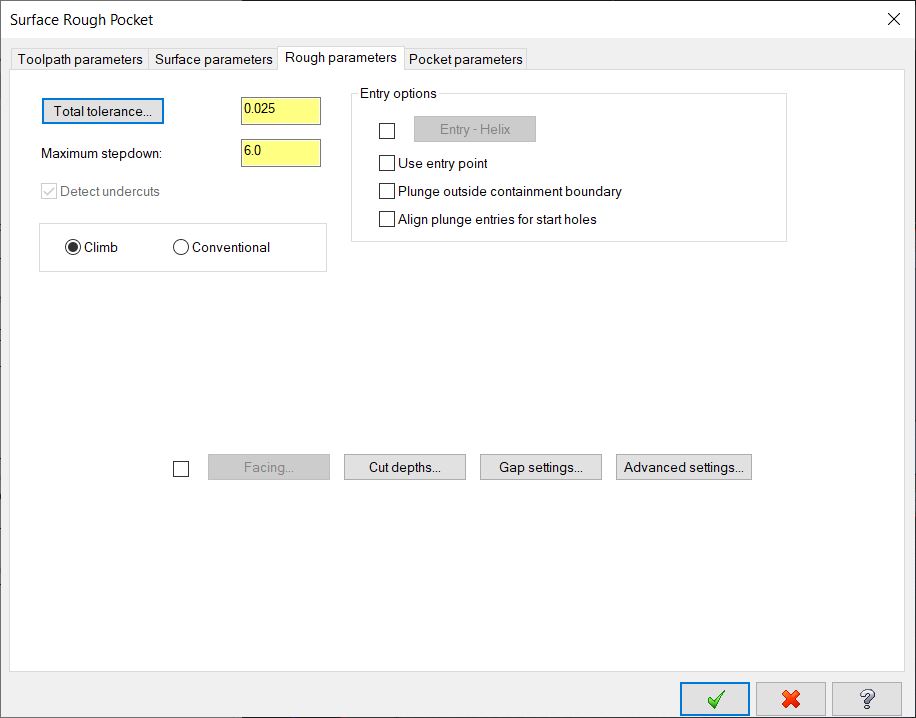 Surface Rough Pocket
Toolpath parameters Surface parameters Rough parameters Pocket parameters
Total tolerance... 0.025
Maximum stepdown: 6.0
Detect undercuts
Climb Conventional
Entry options
Entry - Helix
Use entry point
Plunge outside containment boundary
Align plunge entries for start holes
Facing... Cut depths... Gap settings... Advanced settings...